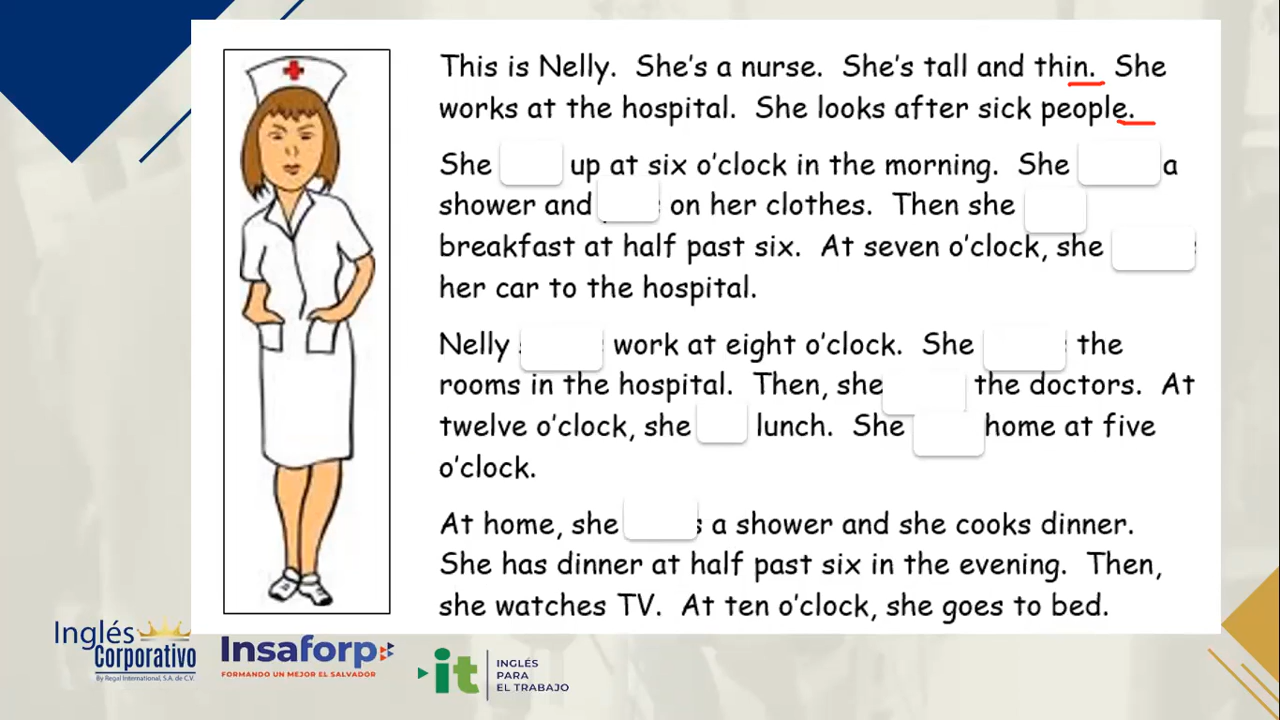 This is Nelly. She's a nurse. She's tall and thin. She
works at the hospital. She looks after sick people.
She up at six o'clock in the morning. She a
shower and on her clothes. Then she
breakfast at half past six. At seven o'clock, she
her car to the hospital.
Nelly work at eight o'clock. She the
rooms in the hospital. Then, she the doctors. At
twelve o'clock, she lunch. She home at five
o'clock.
At home, she s a shower and she cooks dinner.
She has dinner at half past six in the evening. Then,
she watches TV. At ten o'clock, she goes to bed.
Inglés
Corporativo
By Regal International, S.A. de C.V.
Insaforp
FORMANDO UN MEJOR EL SALVADOR
it
INGLÉS
PARA
EL TRABAJO